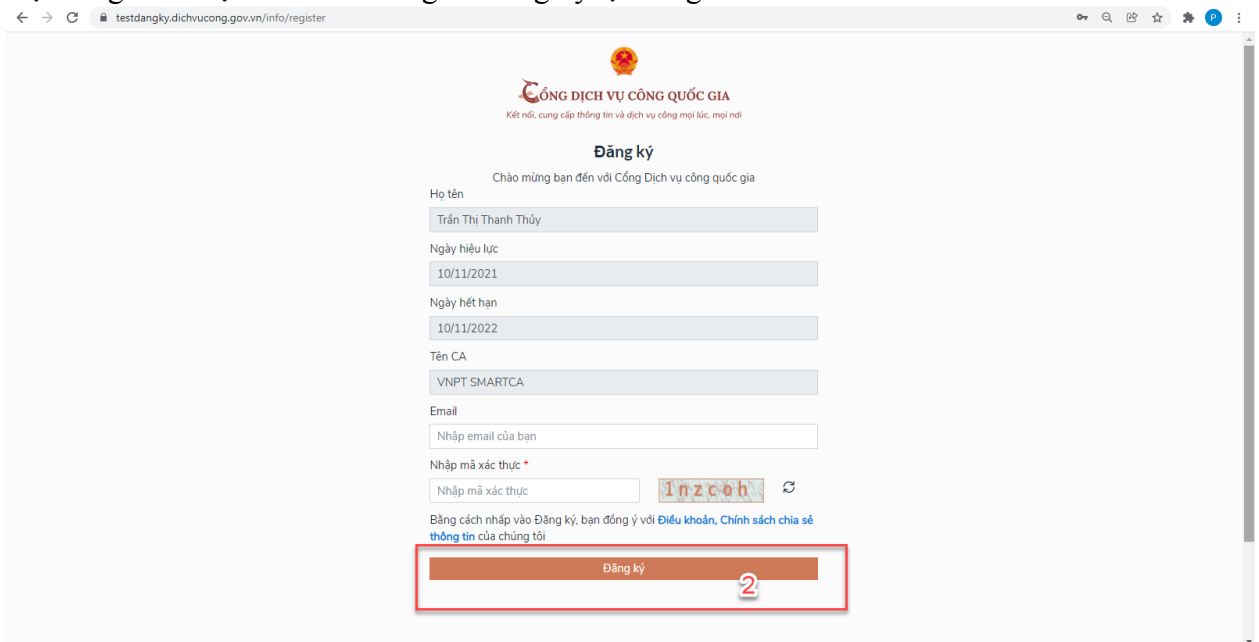 testdangky.dichvucong.gov.vn/info/register
P
CỔNG DỊCH VỤ CÔNG QUỐC GIA
Kết nối, cung cấp thông tin và dịch vụ công mọi lúc, mọi nơi
Đăng ký
Chào mừng bạn đến với Cổng Dịch vụ công quốc gia
Họ tên
Trần Thị Thanh Thủy
Ngày hiệu lực
10/11/2021
Ngày hết hạn
10/11/2022
Tên CA
VNPT SMARTCA
Email
Nhập email của bạn
Nhập mã xác thực *
Nhập mã xác thực
1nzcoh
Bằng cách nhấp vào Đăng ký, bạn đồng ý với Điều khoản, Chính sách chia sẻ
thông tin của chúng tôi
Đăng ký
2